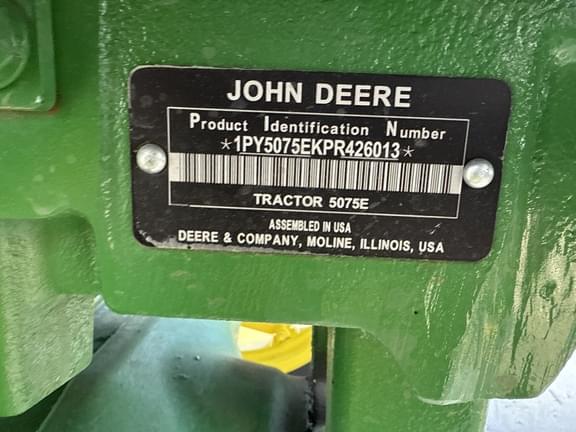 JOHN DEERE
Product Identification Number
*1PY5075EKPR426013*
TRACTOR 5075E
ASSEMBLED IN USA
DEERE & COMPANY, MOLINE, ILLINOIS, USA